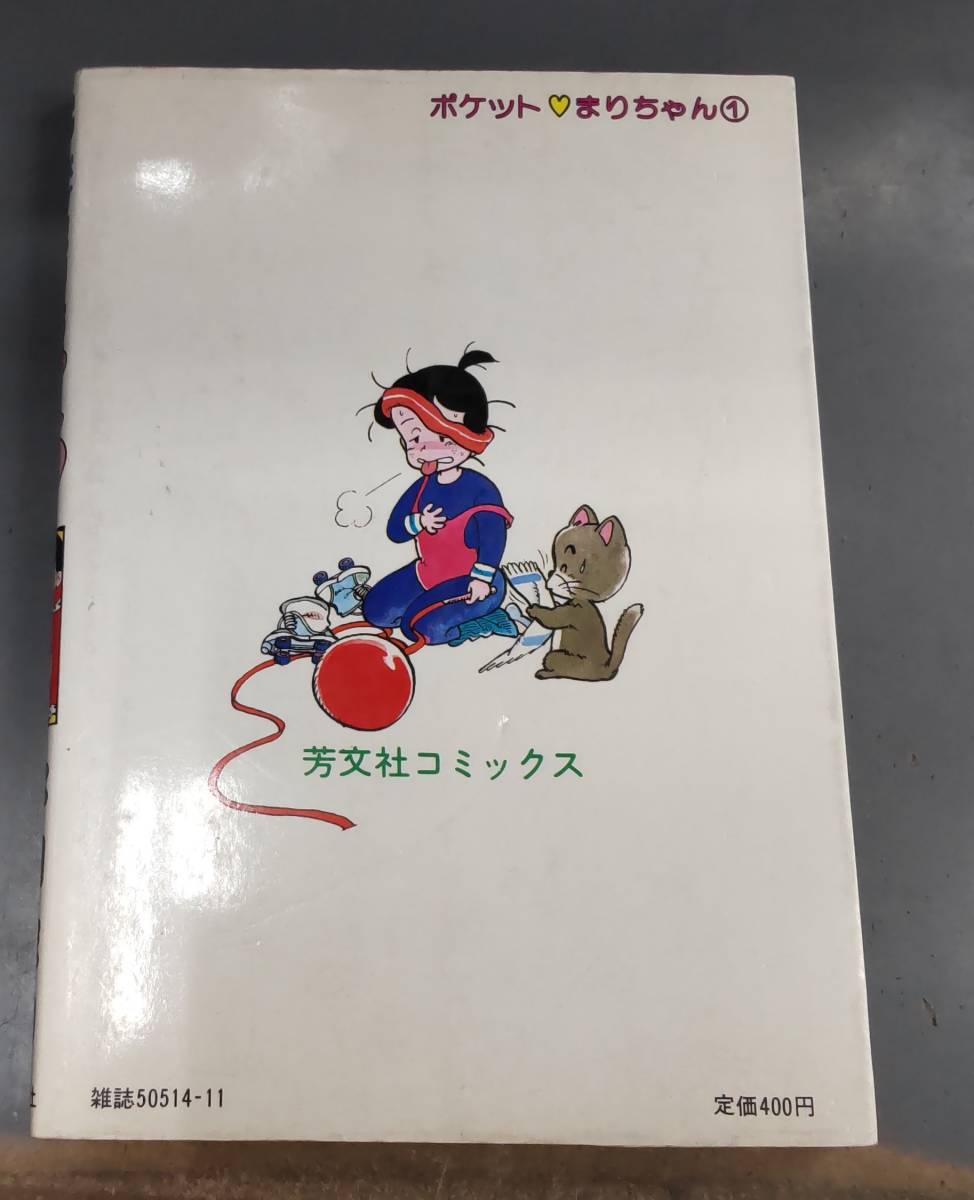 ポケット♡まりちゃん①
芳文社コミックス
雑誌50514-11
定価400円